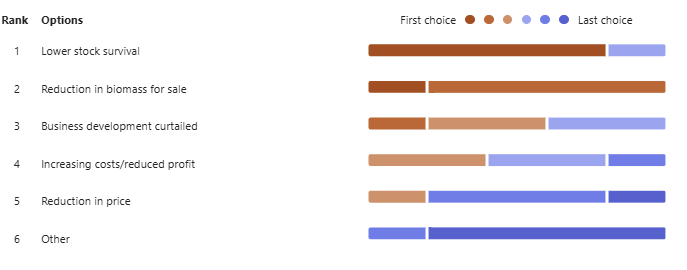 Rank Options First choice Last choice
1 Lower stock survival
2 Reduction in biomass for sale
3 Business development curtailed
4 Increasing costs/reduced profit
5 Reduction in price
6 Other